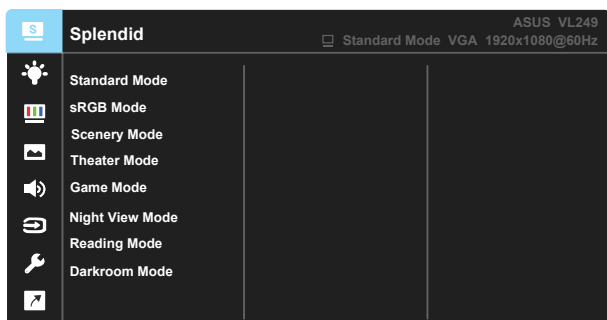 S
Splendid
ASUS VL249
Standard Mode VGA 1920x1080@60Hz
Standard Mode
sRGB Mode
Scenery Mode
Theater Mode
Game Mode
Night View Mode
Reading Mode
Darkroom Mode